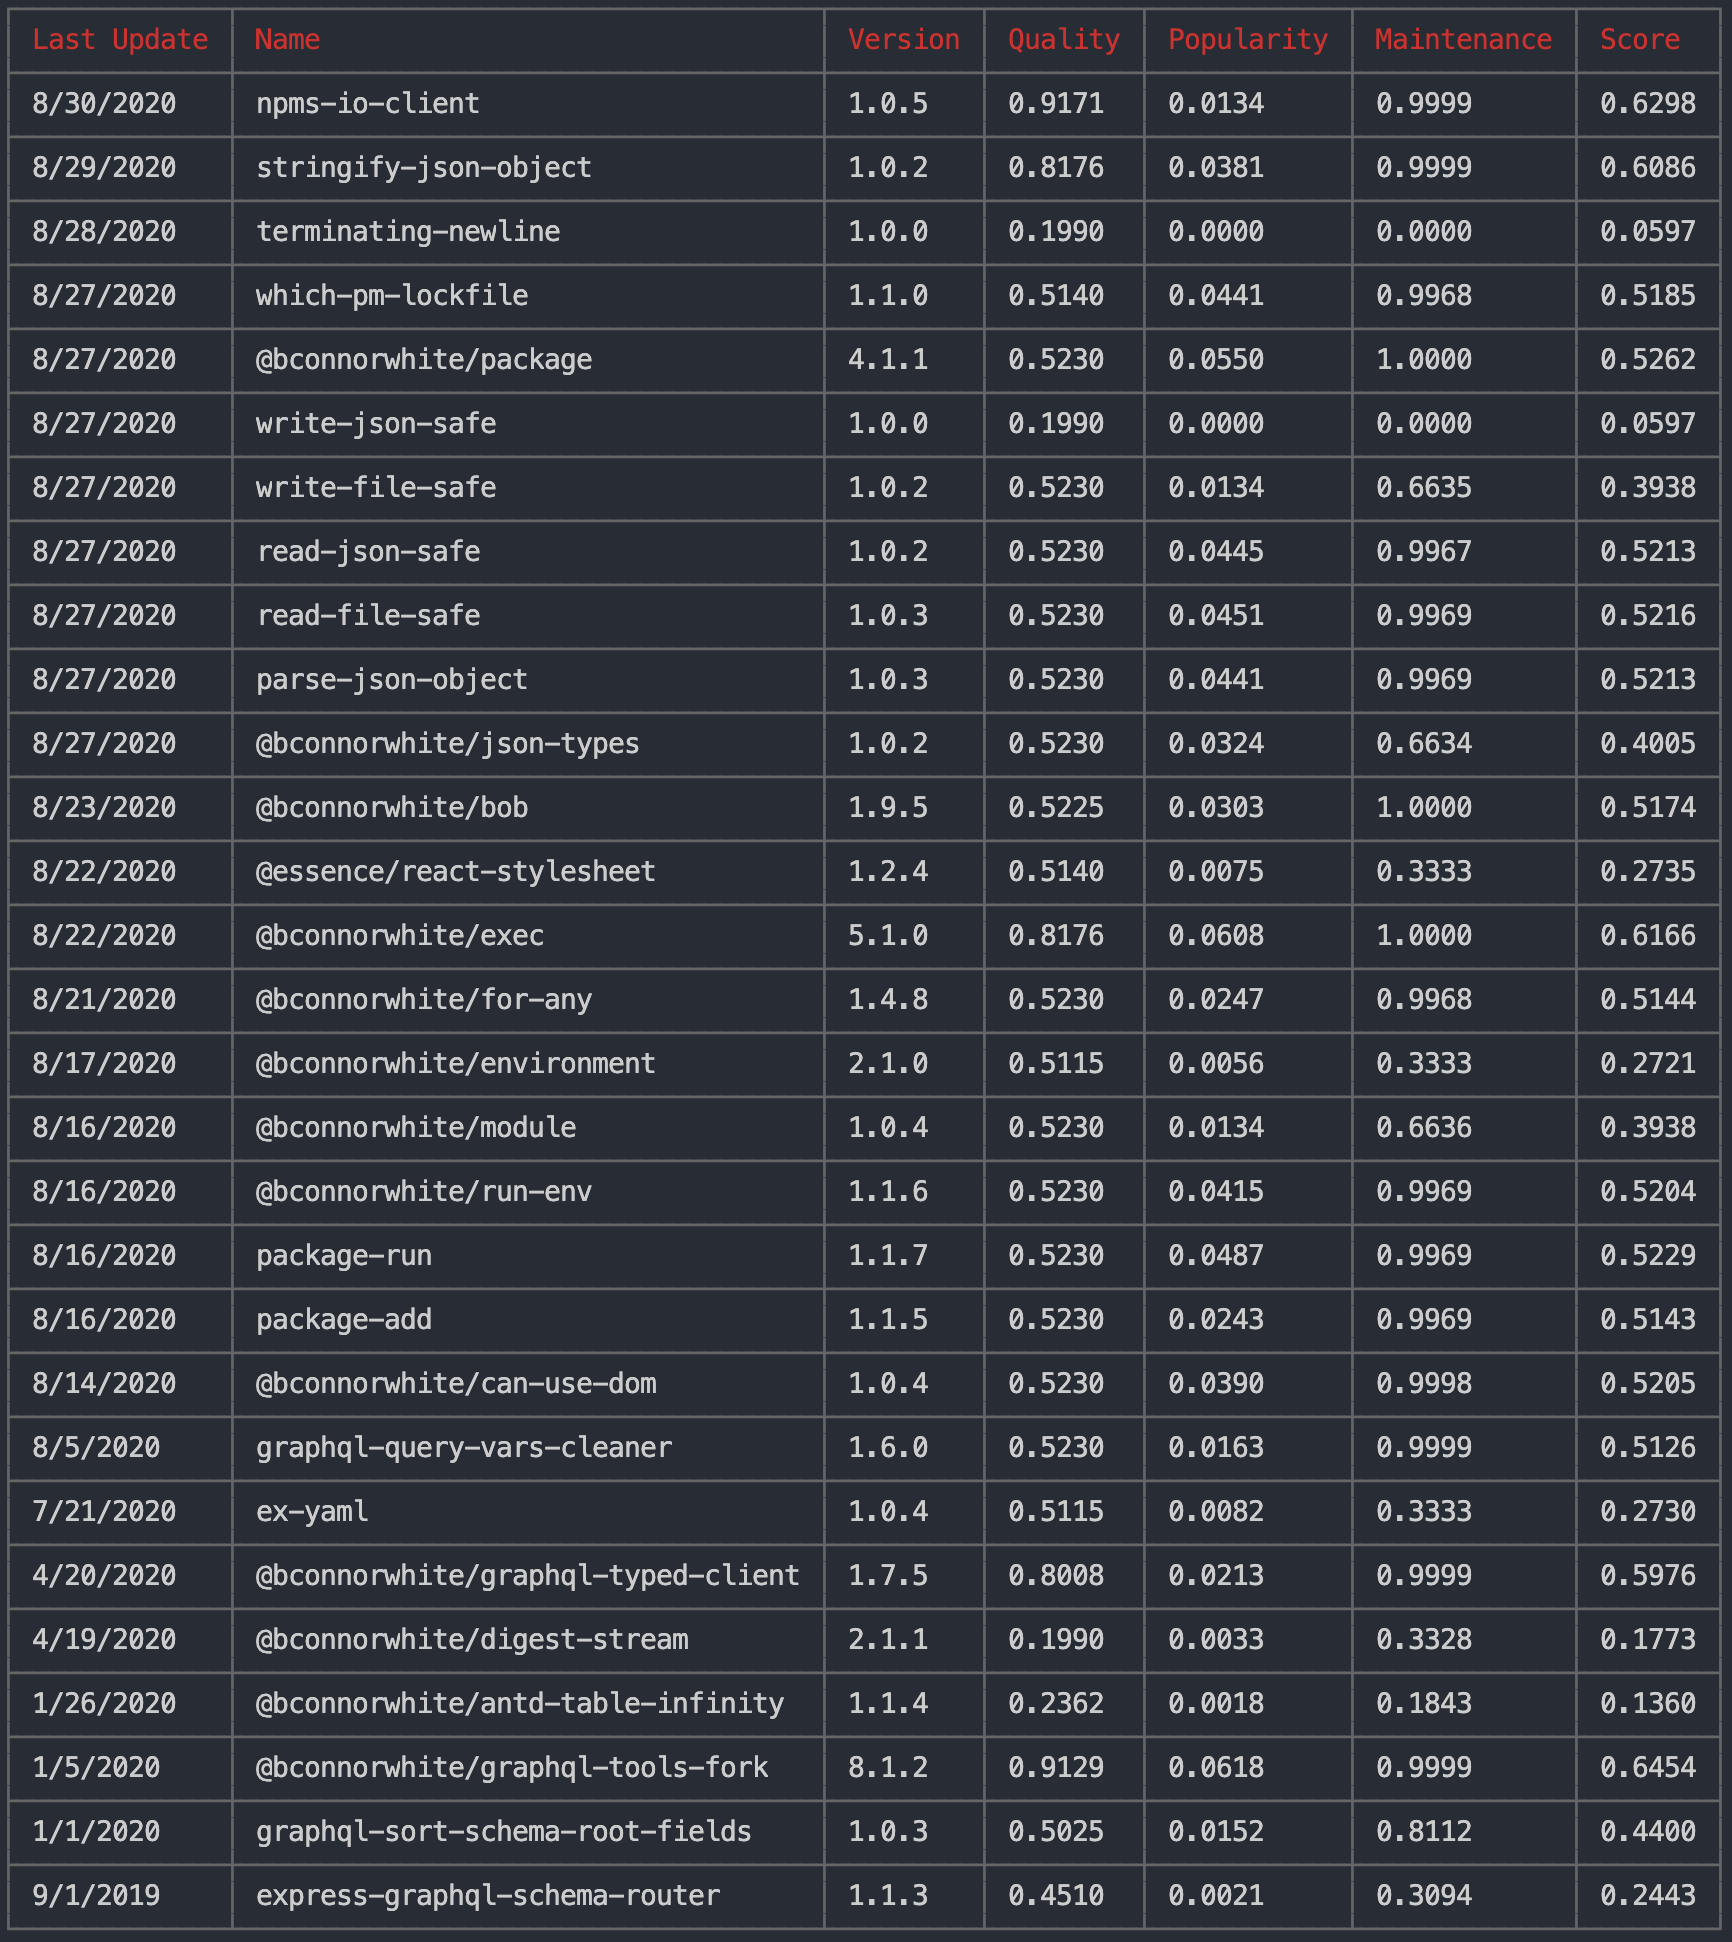 Last Update Name Version Quality Popularity Maintenance Score
8/30/2020 npms-io-client 1.0.5 0.9171 0.0134 0.9999 0.6298
8/29/2020 stringify-json-object 1.0.2 0.8176 0.0381 0.9999 0.6086
8/28/2020 terminating-newline 1.0.0 0.1990 0.0000 0.0000 0.0597
8/27/2020 which-pm-lockfile 1.1.0 0.5140 0.0441 0.9968 0.5185
8/27/2020 @bconnorwhite/package 4.1.1 0.5230 0.0550 1.0000 0.5262
8/27/2020 write-json-safe 1.0.0 0.1990 0.0000 0.0000 0.0597
8/27/2020 write-file-safe 1.0.2 0.5230 0.0134 0.6635 0.3938
8/27/2020 read-json-safe 1.0.2 0.5230 0.0445 0.9967 0.5213
8/27/2020 read-file-safe 1.0.3 0.5230 0.0451 0.9969 0.5216
8/27/2020 parse-json-object 1.0.3 0.5230 0.0441 0.9969 0.5213
8/27/2020 @bconnorwhite/json-types 1.0.2 0.5230 0.0324 0.6634 0.4005
8/23/2020 @bconnorwhite/bob 1.9.5 0.5225 0.0303 1.0000 0.5174
8/22/2020 @essence/react-stylesheet 1.2.4 0.5140 0.0075 0.3333 0.2735
8/22/2020 @bconnorwhite/exec 5.1.0 0.8176 0.0608 1.0000 0.6166
8/21/2020 @bconnorwhite/for-any 1.4.8 0.5230 0.0247 0.9968 0.5144
8/17/2020 @bconnorwhite/environment 2.1.0 0.5115 0.0056 0.3333 0.2721
8/16/2020 @bconnorwhite/module 1.0.4 0.5230 0.0134 0.6636 0.3938
8/16/2020 @bconnorwhite/run-env 1.1.6 0.5230 0.0415 0.9969 0.5204
8/16/2020 package-run 1.1.7 0.5230 0.0487 0.9969 0.5229
8/16/2020 package-add 1.1.5 0.5230 0.0243 0.9969 0.5143
8/14/2020 @bconnorwhite/can-use-dom 1.0.4 0.5230 0.0390 0.9998 0.5205
8/5/2020 graphql-query-vars-cleaner 1.6.0 0.5230 0.0163 0.9999 0.5126
7/21/2020 ex-yaml 1.0.4 0.5115 0.0082 0.3333 0.2730
4/20/2020 @bconnorwhite/graphql-typed-client 1.7.5 0.8008 0.0213 0.9999 0.5976
4/19/2020 @bconnorwhite/digest-stream 2.1.1 0.1990 0.0033 0.3328 0.1773
1/26/2020 @bconnorwhite/antd-table-infinity 1.1.4 0.2362 0.0018 0.1843 0.1360
1/5/2020 @bconnorwhite/graphql-tools-fork 8.1.2 0.9129 0.0618 0.9999 0.6454
1/1/2020 graphql-sort-schema-root-fields 1.0.3 0.5025 0.0152 0.8112 0.4400
9/1/2019 express-graphql-schema-router 1.1.3 0.4510 0.0021 0.3094 0.2443